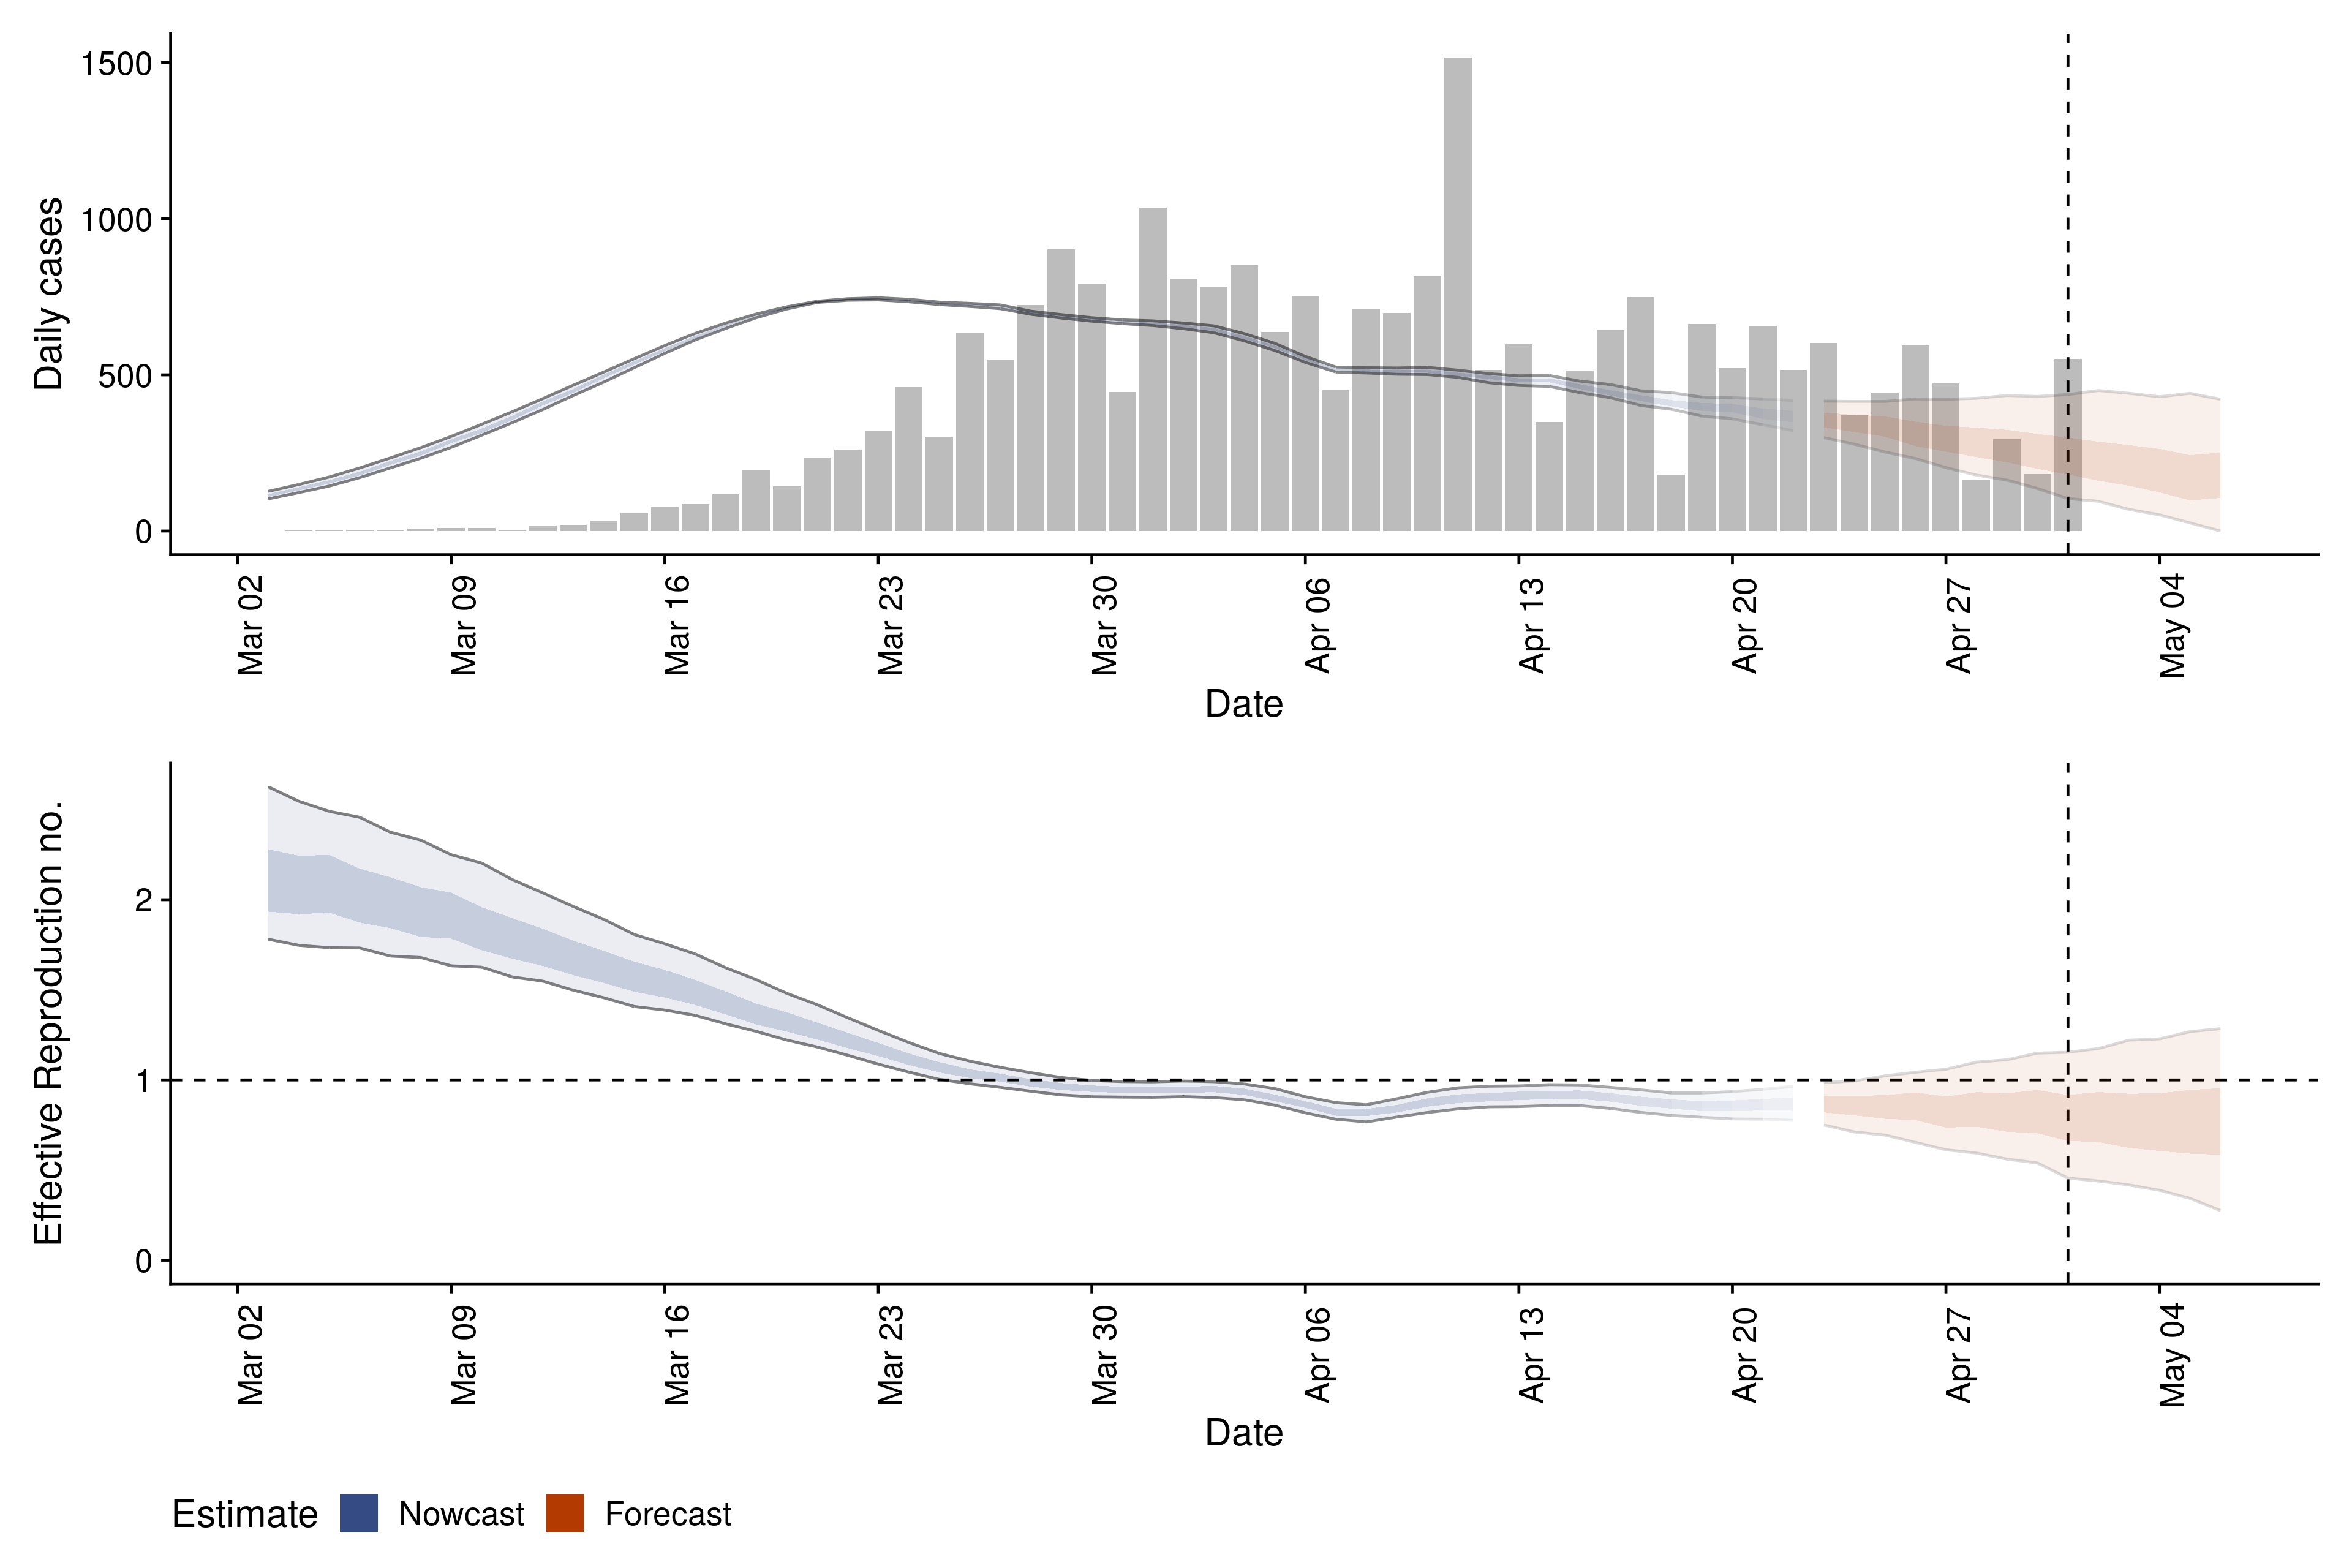 1500
1000
500
0
Daily cases
Mar 02
Mar 09
Mar 16
Mar 23
Mar 30
Apr 06
Apr 13
Apr 20
Apr 27
May 04
Date
2
1
0
Effective Reproduction no.
Mar 02
Mar 09
Mar 16
Mar 23
Mar 30
Apr 06
Apr 13
Apr 20
Apr 27
May 04
Date
Estimate Nowcast Forecast